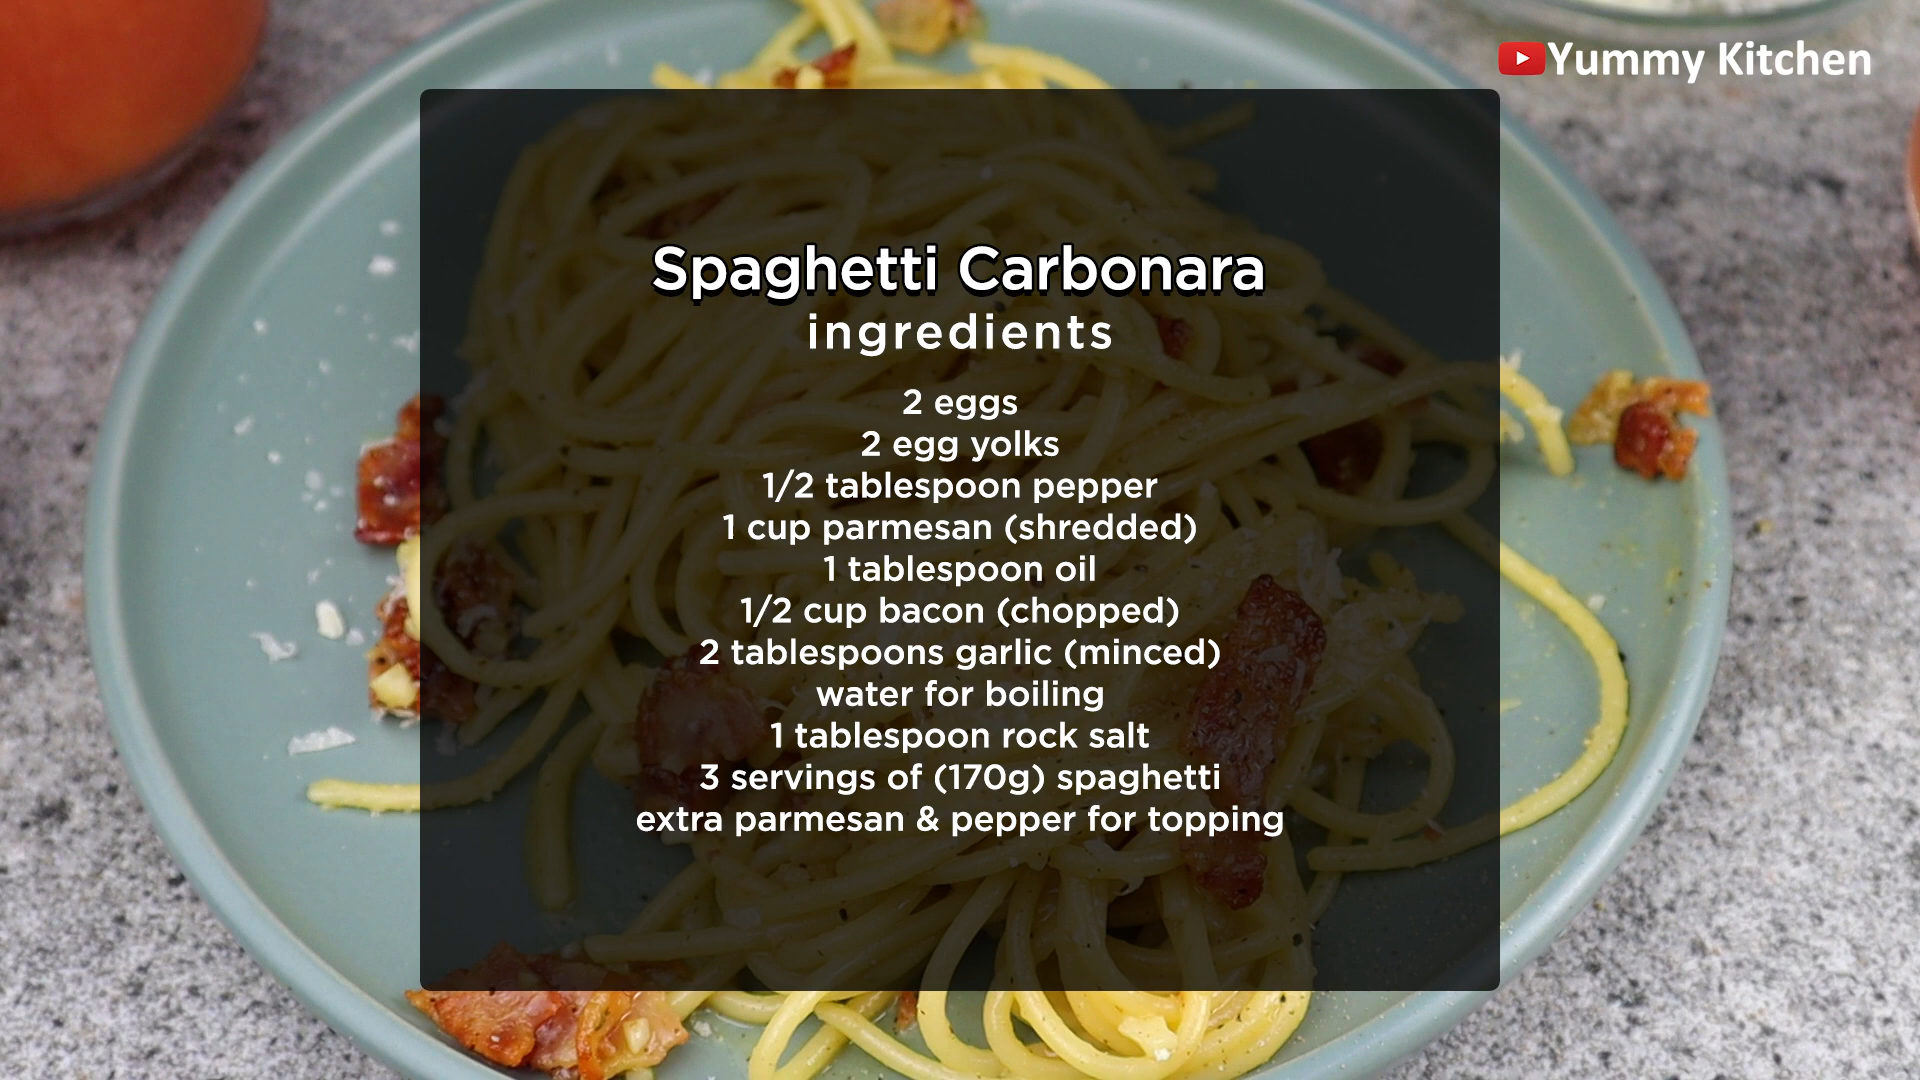 Yummy Kitchen
Spaghetti Carbonara
ingredients
2 eggs
2 egg yolks
1/2 tablespoon pepper
1 cup parmesan (shredded)
1 tablespoon oil
1/2 cup bacon (chopped)
2 tablespoons garlic (minced)
water for boiling
1 tablespoon rock salt
3 servings of (170g) spaghetti
extra parmesan & pepper for topping